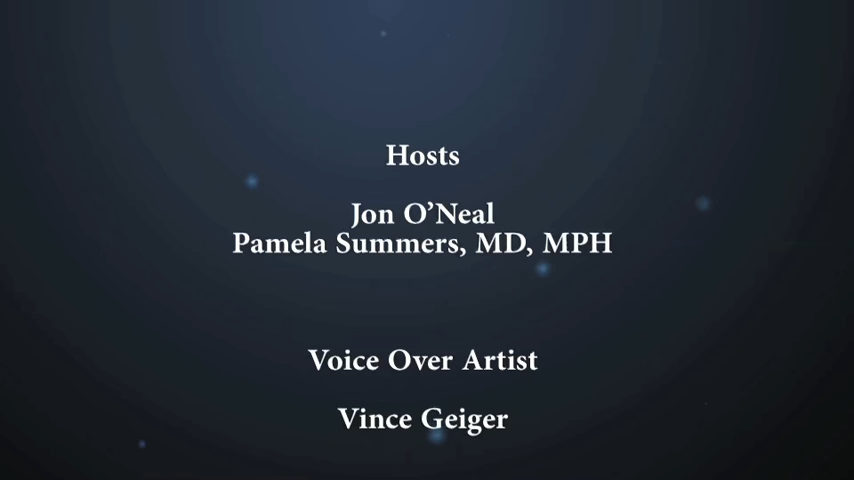 Hosts
Jon O’Neal
Pamela Summers, MD, MPH
Voice Over Artist
Vince Geiger